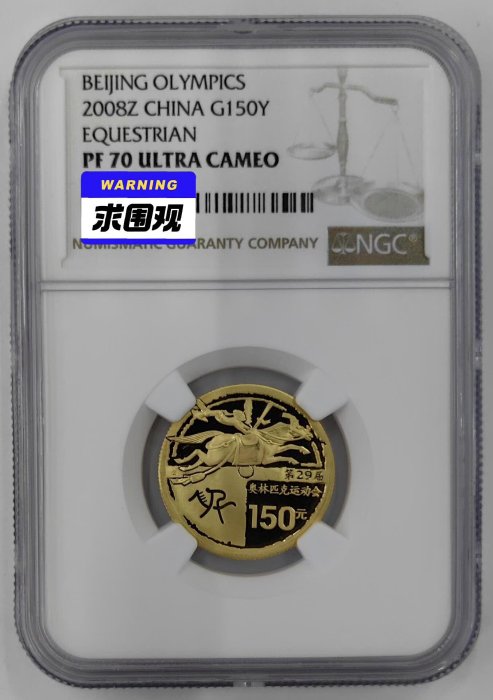 BEIJING OLYMPICS
2008Z CHINA G150Y
EQUESTRIAN
PF 70 ULTRA CAMEO
WARNING
求围观
NUMISMATIC GUARANTY COMPANY
NGC®
第29届
奥林匹克运动会
150元